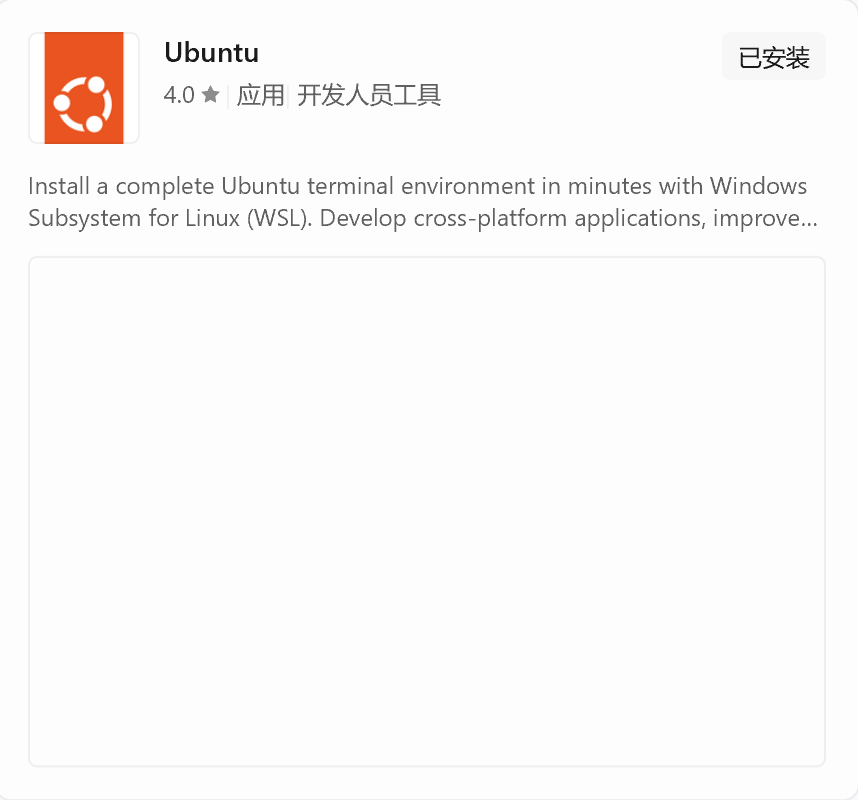 Ubuntu
已安装
4.0 ★ 应用 开发人员工具
Install a complete Ubuntu terminal environment in minutes with Windows
Subsystem for Linux (WSL). Develop cross-platform applications, improve...